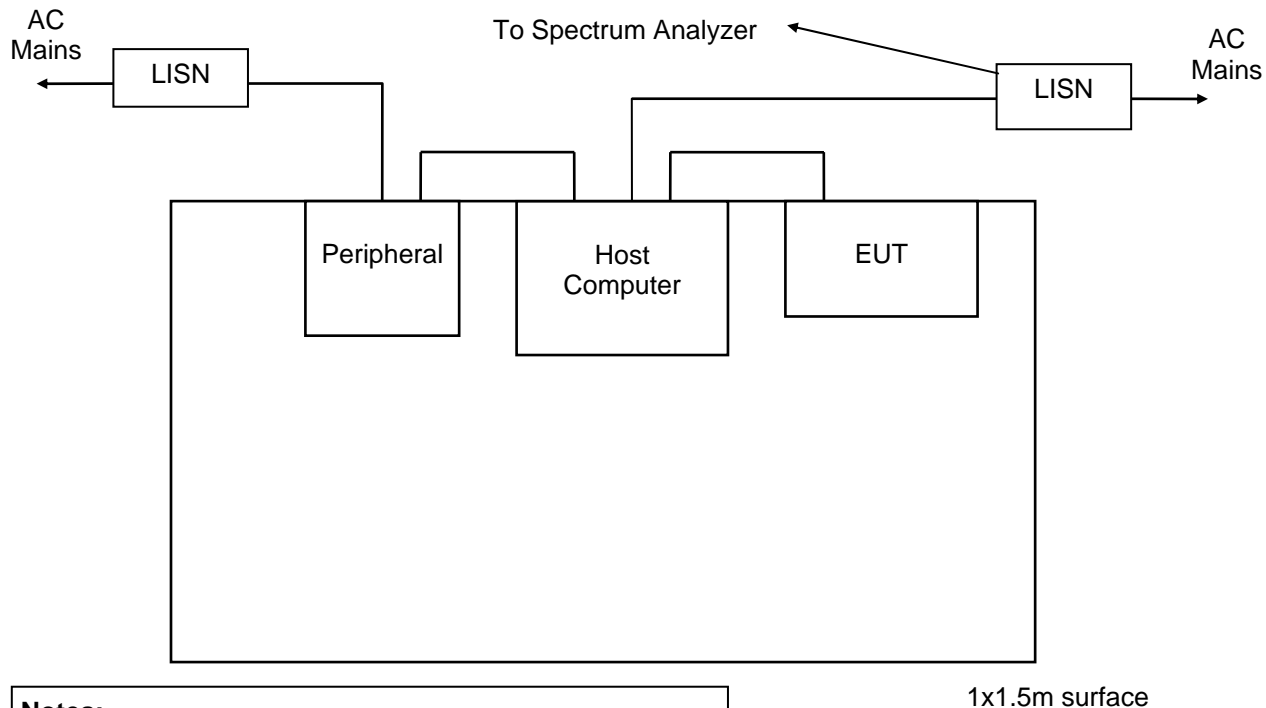 AC
Mains
LISN
To Spectrum Analyzer
AC
Mains
LISN
Peripheral
Host
Computer
EUT
1x1.5m surface
Notes: